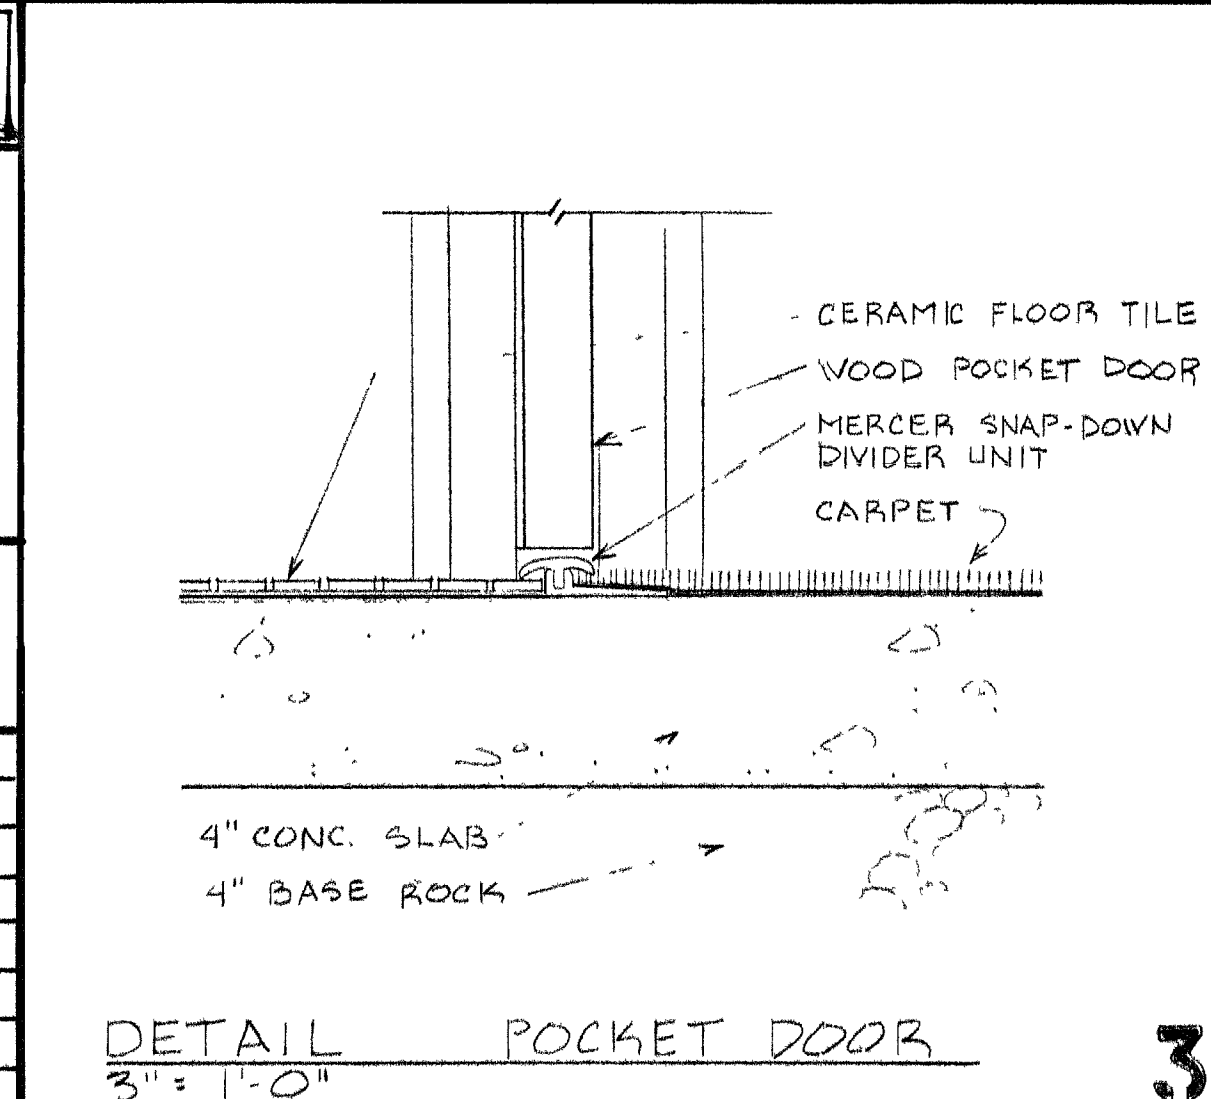 CERAMIC FLOOR TILE
WOOD POCKET DOOR
MERCER SNAP-DOWN
DIVIDER UNIT
CARPET
4" CONC. SLAB
4" BASE ROCK
DETAIL POCKET DOOR
3" = 1'-0"
3